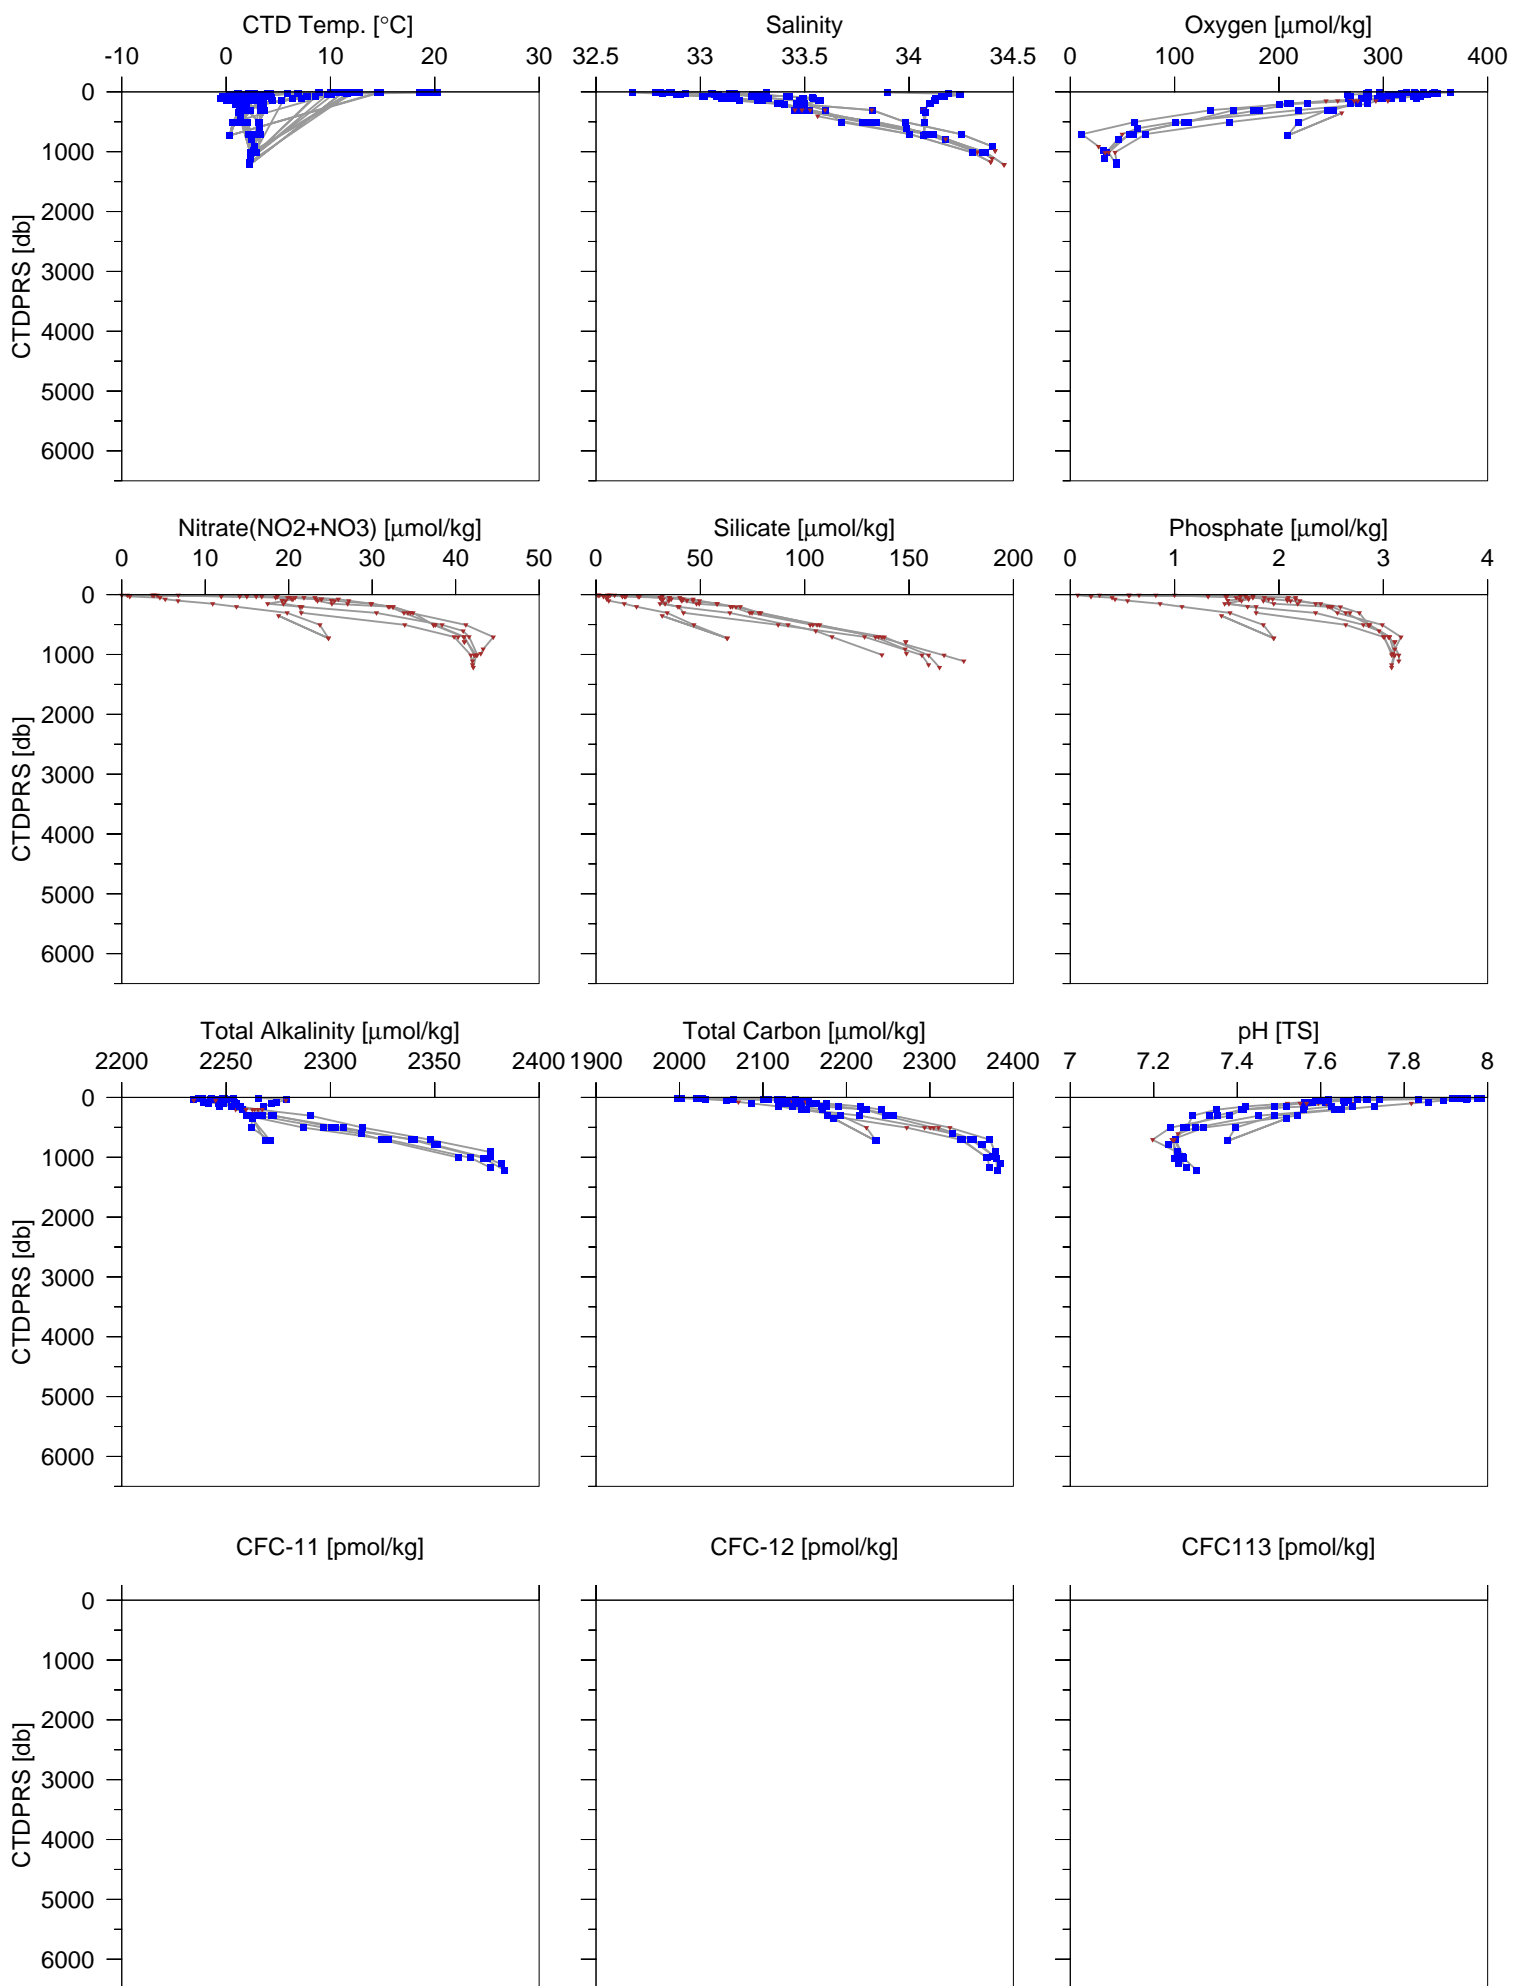 CTD Temp. [°C] Salinity Oxygen [μmol/kg]
-10 0 10 20 30 32.5 33 33.5 34 34.5 0 100 200 300 400
0
1000
2000
3000
4000
5000
6000
CTDPRS [db]
Nitrate(NO2+NO3) [μmol/kg] Silicate [μmol/kg] Phosphate [μmol/kg]
0 10 20 30 40 50 0 50 100 150 200 0 1 2 3 4
0
1000
2000
3000
4000
5000
6000
CTDPRS [db]
Total Alkalinity [μmol/kg] Total Carbon [μmol/kg] pH [TS]
2200 2250 2300 2350 2400 1900 2000 2100 2200 2300 2400 7 7.2 7.4 7.6 7.8 8
0
1000
2000
3000
4000
5000
6000
CTDPRS [db]
CFC-11 [pmol/kg] CFC-12 [pmol/kg] CFC113 [pmol/kg]
0
1000
2000
3000
4000
5000
6000
CTDPRS [db]